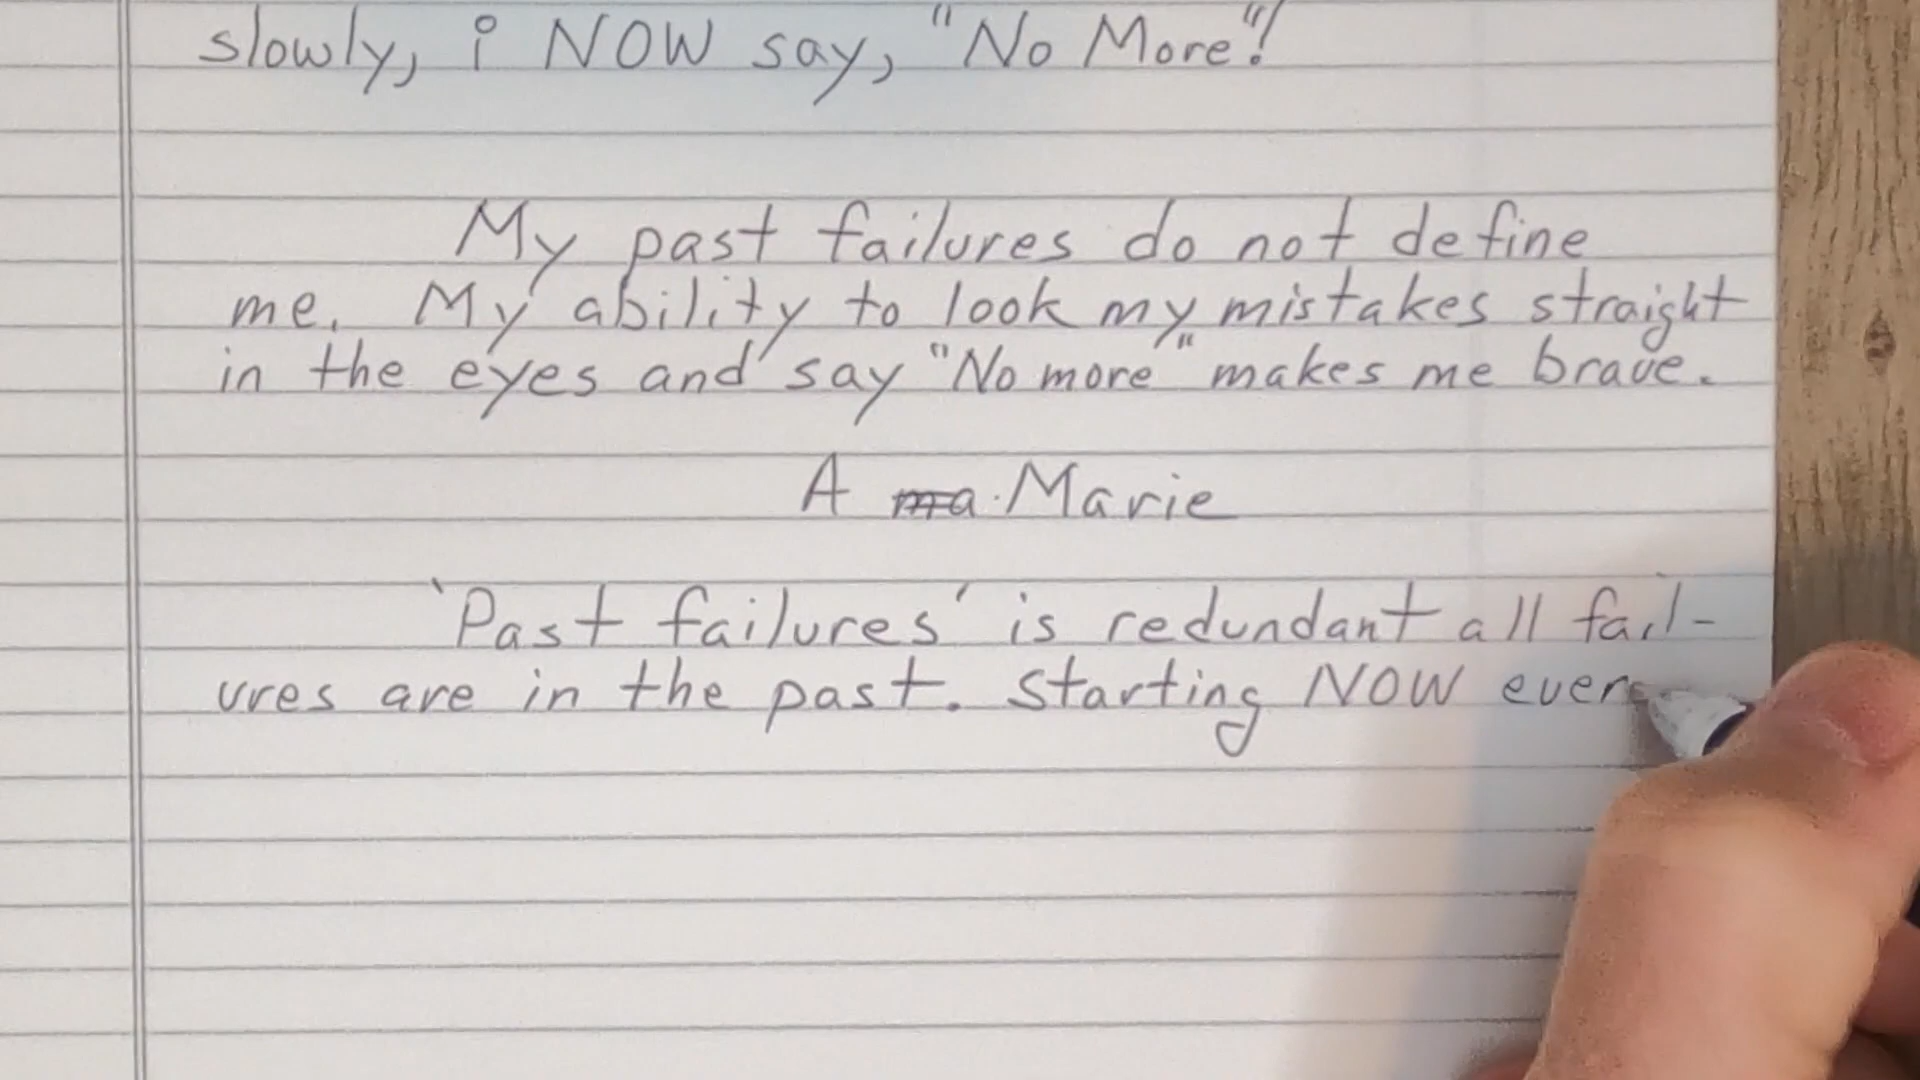 slowly, i NOW say, "No More"!
My past failures do not define
me. My ability to look my mistakes straight
in the eyes and say "No more" makes me brave.
A ma Marie
'Past failures' is redundant all fail-
ures are in the past. Starting NOW